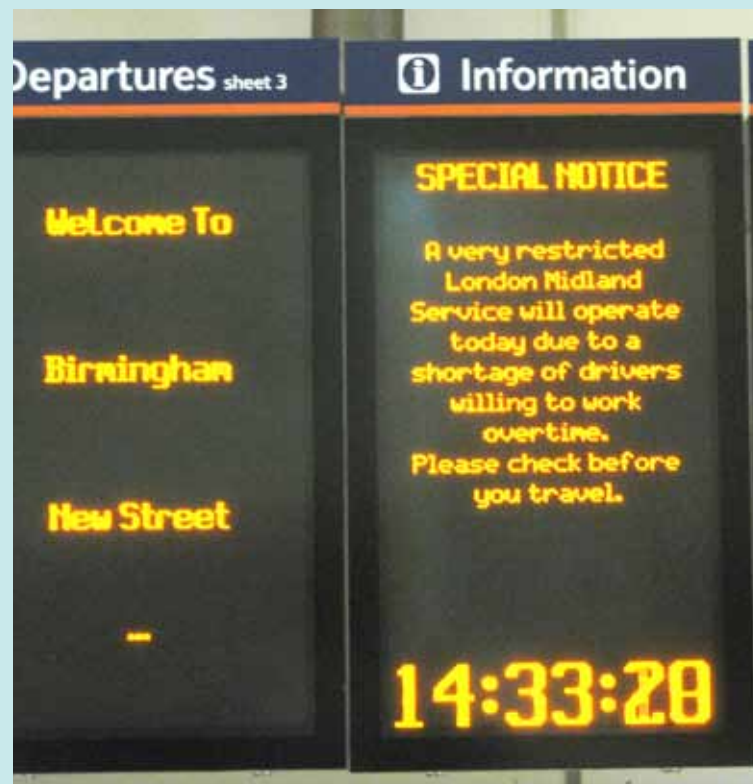 Departures sheet 3
Welcome To
Birmingham
New Street
Information
SPECIAL NOTICE
A very restricted
London Midland
Service will operate
today due to a
shortage of drivers
willing to work
overtime.
Please check before
you travel.
14:33:28